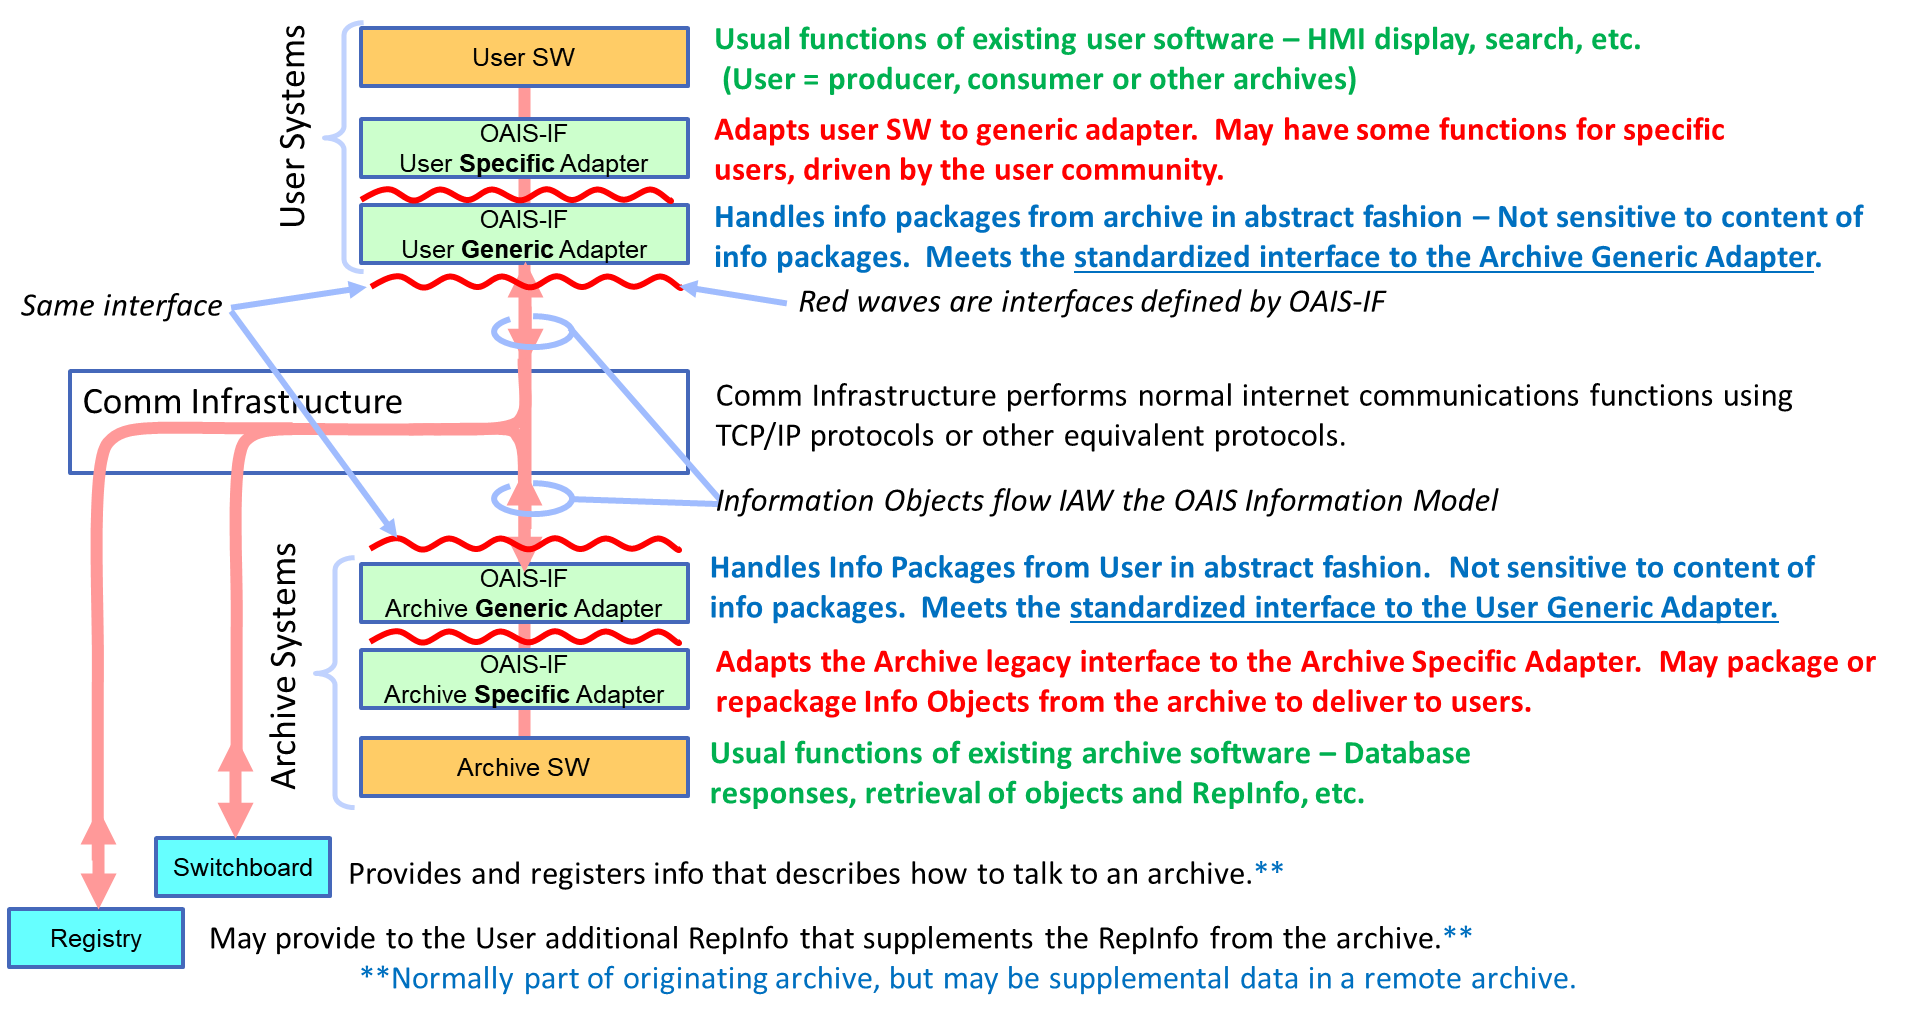 User Systems
User SW
Usual functions of existing user software – HMI display, search, etc.
(User = producer, consumer or other archives)
OAIS-IF
User Specific Adapter
Adapts user SW to generic adapter.  May have some functions for specific
users, driven by the user community.
OAIS-IF
User Generic Adapter
Handles info packages from archive in abstract fashion – Not sensitive to content of
info packages.  Meets the standardized interface to the Archive Generic Adapter.
Same interface
Red waves are interfaces defined by OAIS-IF
Comm Infrastructure
Comm Infrastructure performs normal internet communications functions using
TCP/IP protocols or other equivalent protocols.
Information Objects flow IAW the OAIS Information Model
Archive Systems
OAIS-IF
Archive Generic Adapter
Handles Info Packages from User in abstract fashion.  Not sensitive to content of
info packages.  Meets the standardized interface to the User Generic Adapter.
OAIS-IF
Archive Specific Adapter
Adapts the Archive legacy interface to the Archive Specific Adapter.  May package or
repackage Info Objects from the archive to deliver to users.
Archive SW
Usual functions of existing archive software – Database
responses, retrieval of objects and RepInfo, etc.
Switchboard
Provides and registers info that describes how to talk to an archive.**
Registry
May provide to the User additional RepInfo that supplements the RepInfo from the archive.**
**Normally part of originating archive, but may be supplemental data in a remote archive.